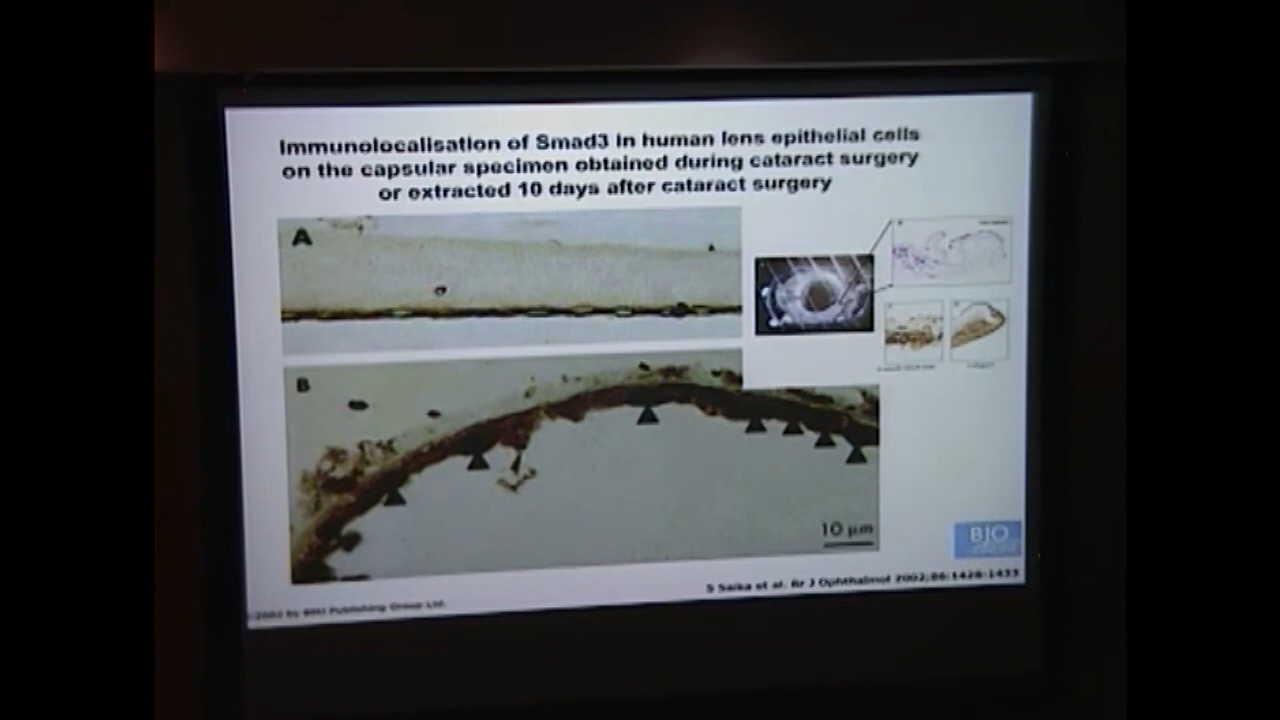 Immunolocalisation of Smad3 in human lens epithelial cells
on the capsular specimen obtained during cataract surgery
or extracted 10 days after cataract surgery
A
B
10 µm
BJO
S Saika et al. Br J Ophthalmol 2002;86:1428-1433
2002 by BMJ Publishing Group Ltd.